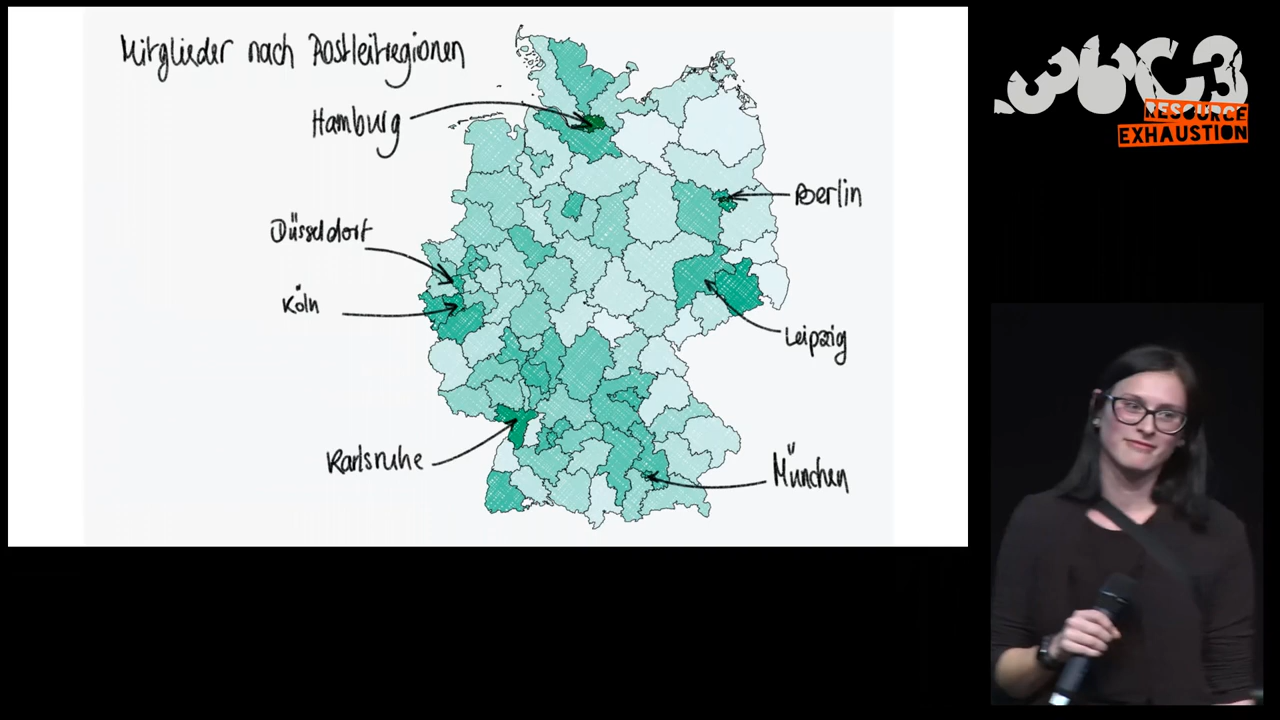 Mitglieder nach Postleitregionen
Hamburg
Berlin
Düsseldorf
Köln
Leipzig
Karlsruhe
München
36C3
RESOURCE
EXHAUSTION